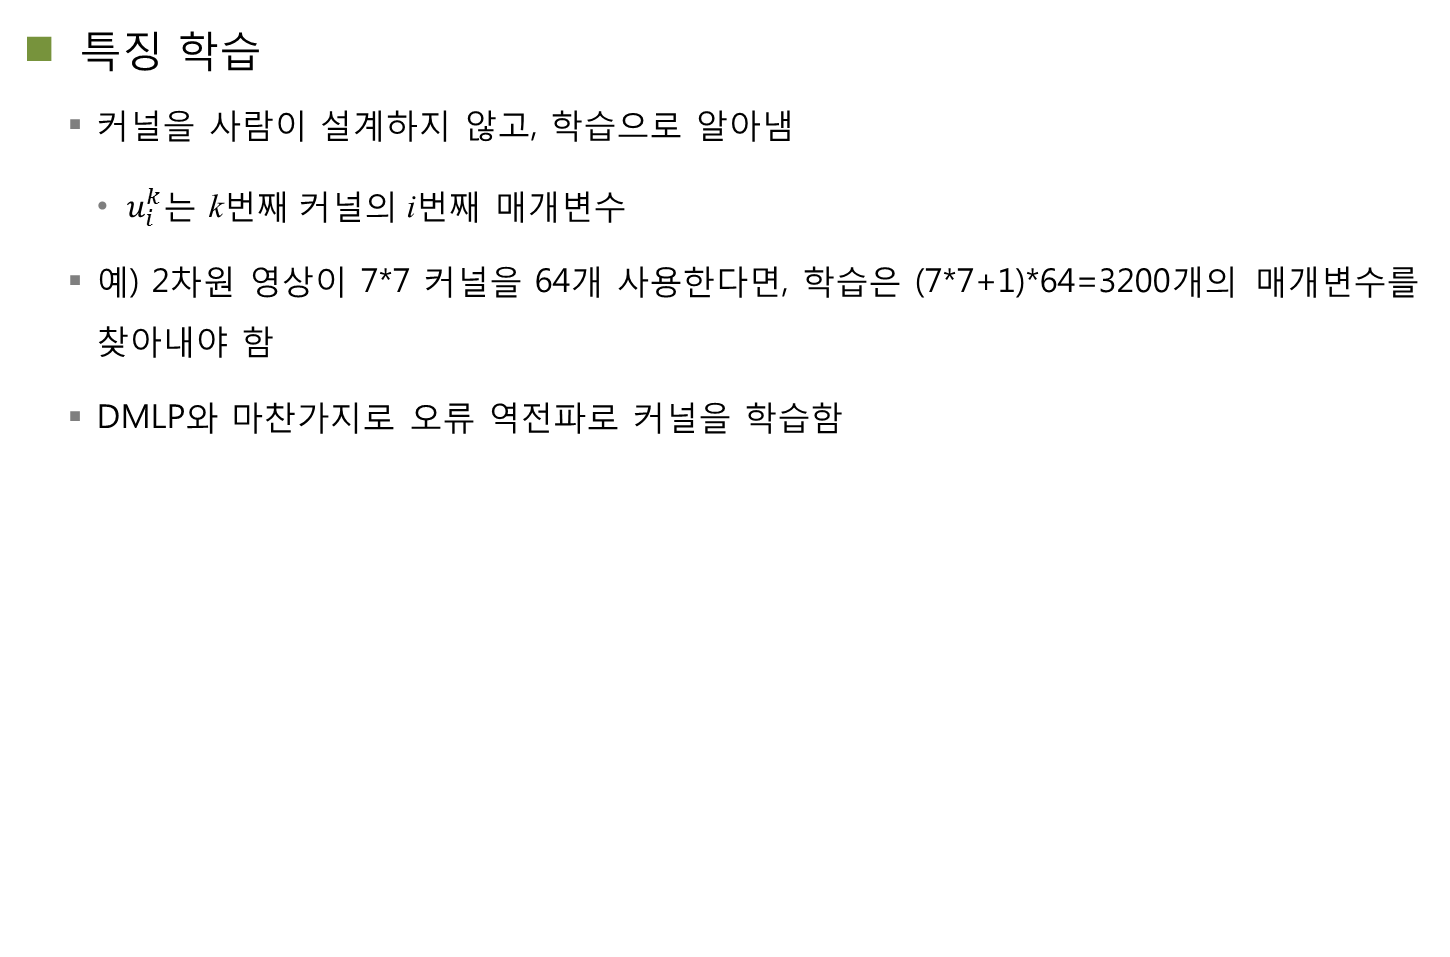 특징 학습
커널을 사람이 설계하지 않고, 학습으로 알아냄
$u_i^k$는 k번째 커널의 i번째 매개변수
예) 2차원 영상이 7*7 커널을 64개 사용한다면, 학습은 (7*7+1)*64=3200개의 매개변수를
찾아내야 함
DMLP와 마찬가지로 오류 역전파로 커널을 학습함